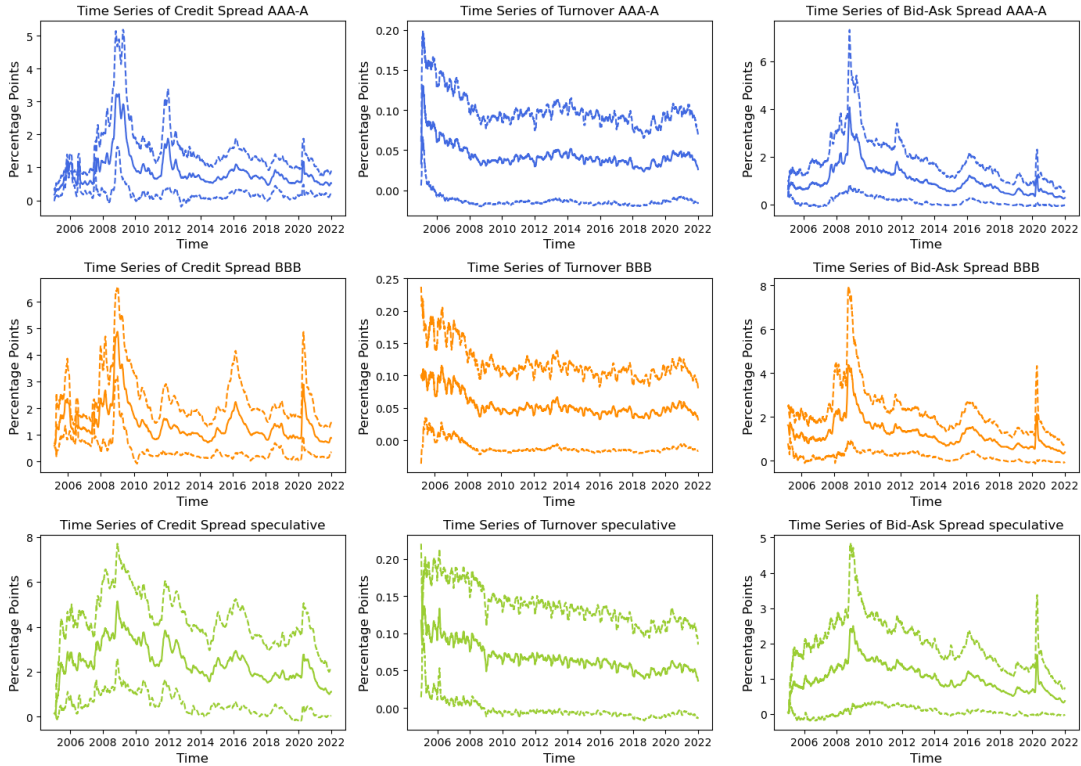 Time Series of Credit Spread AAA-A
Percentage Points
5
4
3
2
1
0
2006 2008 2010 2012 2014 2016 2018 2020 2022
Time
Time Series of Turnover AAA-A
Percentage Points
0.20
0.15
0.10
0.05
0.00
2006 2008 2010 2012 2014 2016 2018 2020 2022
Time
Time Series of Bid-Ask Spread AAA-A
Percentage Points
6
4
2
0
2006 2008 2010 2012 2014 2016 2018 2020 2022
Time
Time Series of Credit Spread BBB
Percentage Points
6
5
4
3
2
1
0
2006 2008 2010 2012 2014 2016 2018 2020 2022
Time
Time Series of Turnover BBB
Percentage Points
0.25
0.20
0.15
0.10
0.05
0.00
2006 2008 2010 2012 2014 2016 2018 2020 2022
Time
Time Series of Bid-Ask Spread BBB
Percentage Points
8
6
4
2
0
2006 2008 2010 2012 2014 2016 2018 2020 2022
Time
Time Series of Credit Spread speculative
Percentage Points
8
6
4
2
0
2006 2008 2010 2012 2014 2016 2018 2020 2022
Time
Time Series of Turnover speculative
Percentage Points
0.20
0.15
0.10
0.05
0.00
2006 2008 2010 2012 2014 2016 2018 2020 2022
Time
Time Series of Bid-Ask Spread speculative
Percentage Points
5
4
3
2
1
0
2006 2008 2010 2012 2014 2016 2018 2020 2022
Time